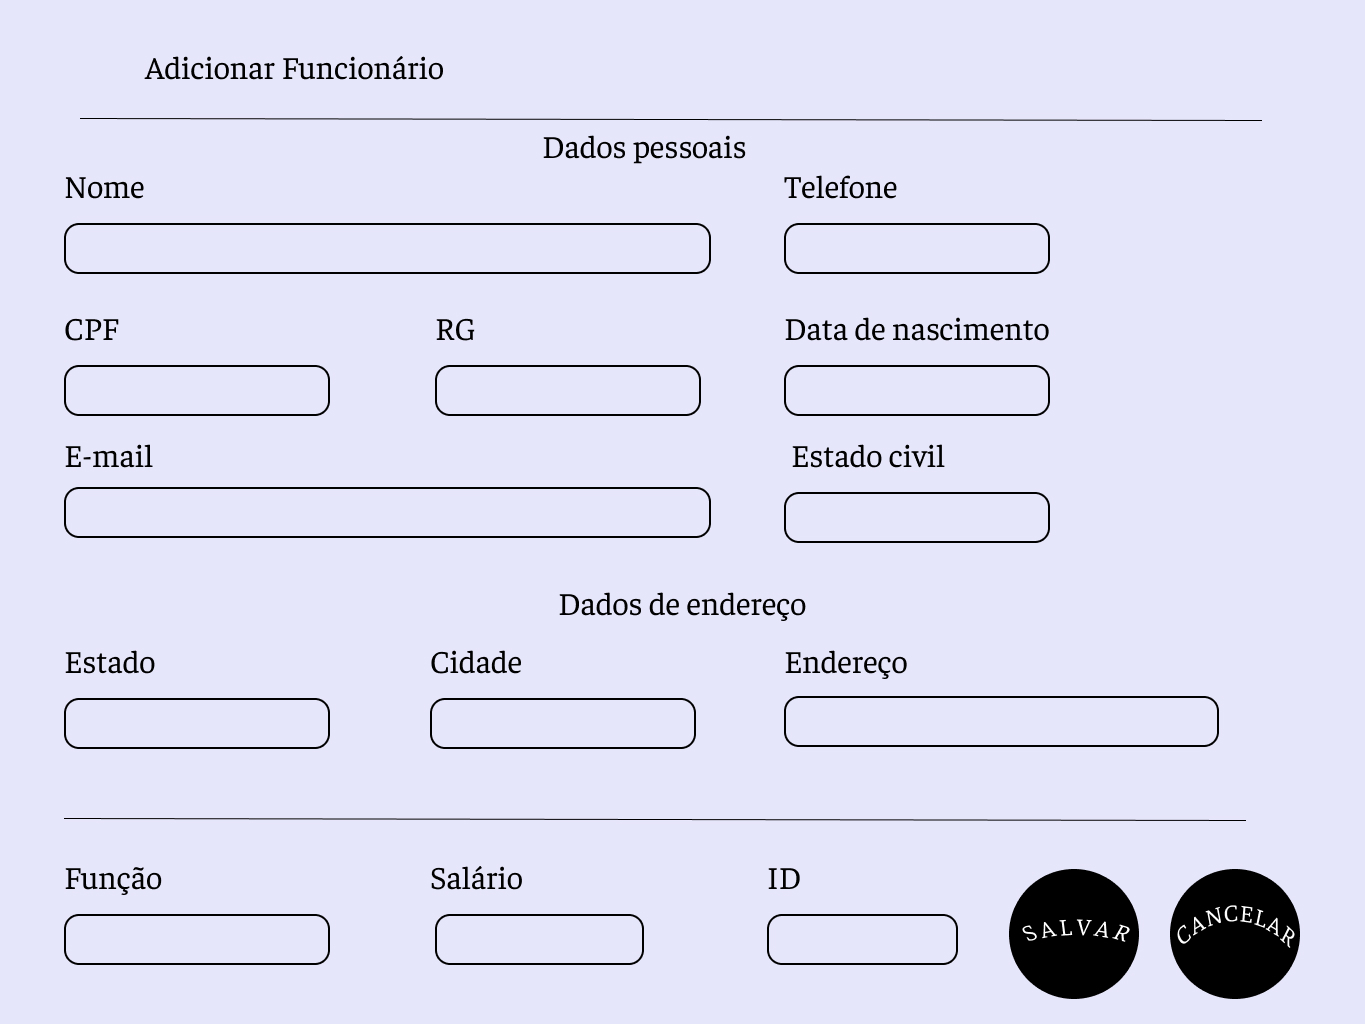 Adicionar Funcionário
Dados pessoais
Nome
Telefone
CPF
RG
Data de nascimento
E-mail
Estado civil
Dados de endereço
Estado
Cidade
Endereço
Função
Salário
ID
SALVAR
CANCELAR